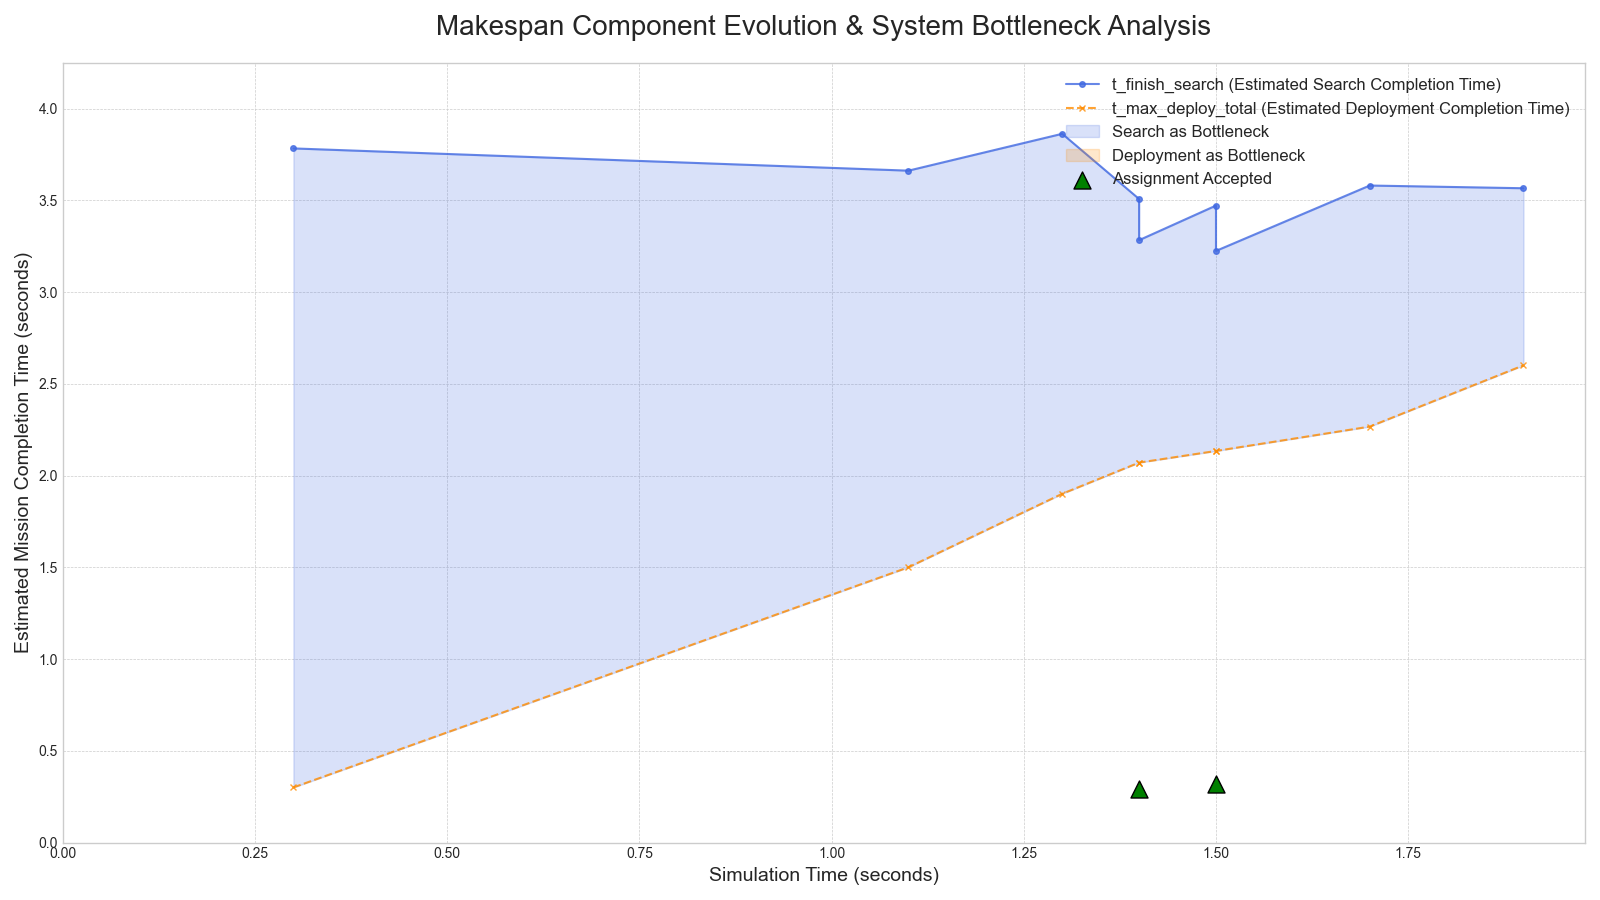 Makespan Component Evolution & System Bottleneck Analysis
t_finish_search (Estimated Search Completion Time)
t_max_deploy_total (Estimated Deployment Completion Time)
Search as Bottleneck
Deployment as Bottleneck
Assignment Accepted
Estimated Mission Completion Time (seconds)
4.0
3.5
3.0
2.5
2.0
1.5
1.0
0.5
0.0
0.00 0.25 0.50 0.75 1.00 1.25 1.50 1.75
Simulation Time (seconds)